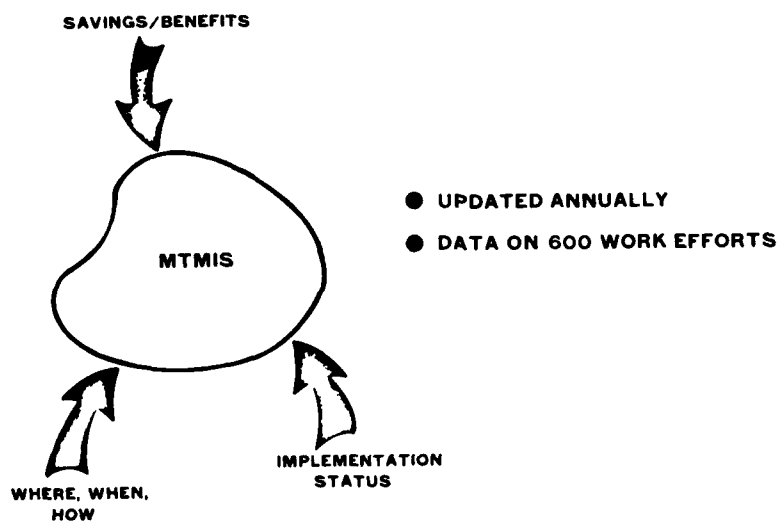 SAVINGS/BENEFITS
MTMIS
● UPDATED ANNUALLY
● DATA ON 600 WORK EFFORTS
IMPLEMENTATION
STATUS
WHERE, WHEN,
HOW